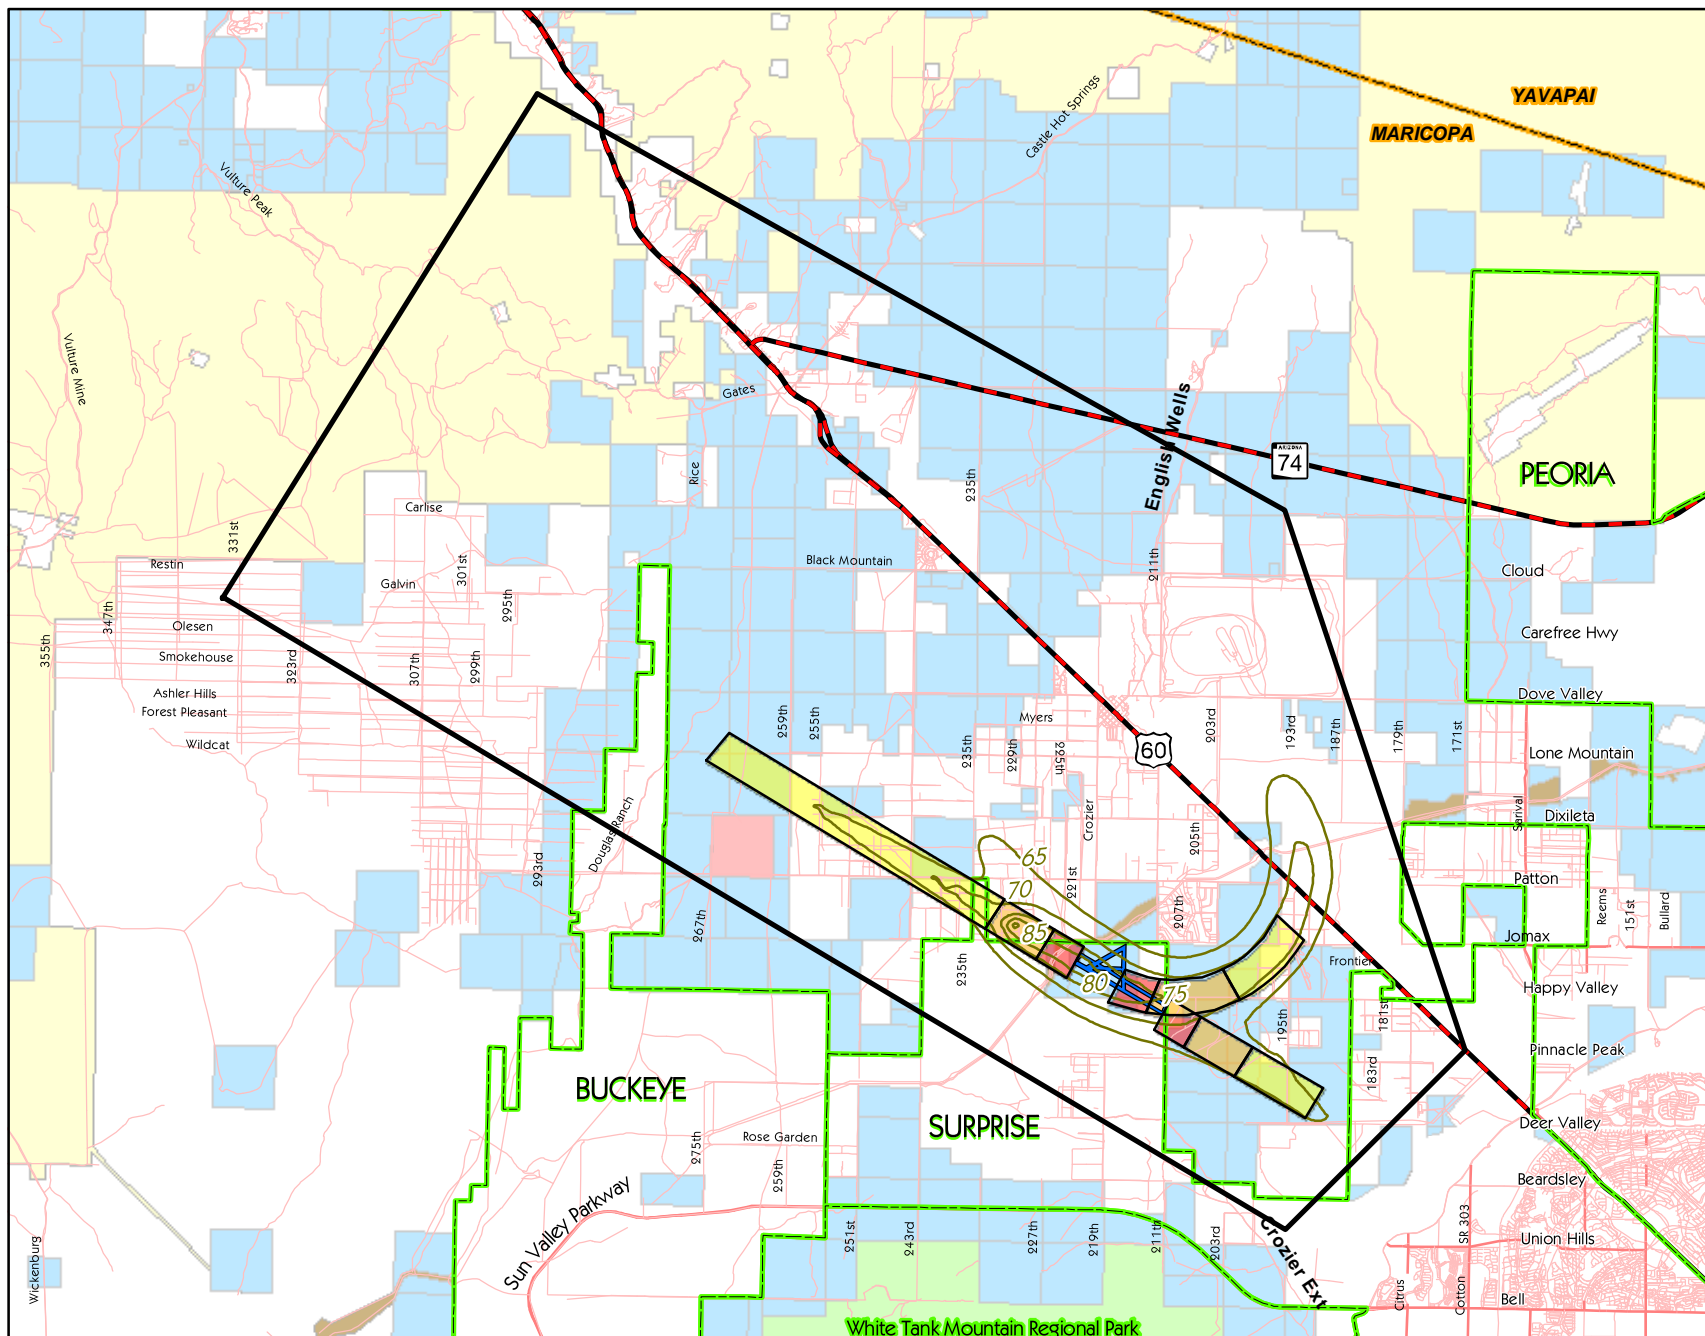 YAVAPAI
MARICOPA
Castle Hot Springs
Vulture Peak
Vulture Mine
Gates
English Wells
ARIZONA
74
PEORIA
Rice
235th
Carlise
331st
Restin
Galvin
301st
295th
Black Mountain
211th
Cloud
347th
Olesen
355th
Smokehouse
323rd
307th
299th
Carefree Hwy
Ashler Hills
Forest Pleasant
Wildcat
259th
255th
Myers
235th
229th
225th
60
203rd
193rd
187th
179th
171st
Dove Valley
Lone Mountain
Douglas Ranch
293rd
Crozier
205th
Sarival
Dixileta
65
70
85
80
75
221st
207th
Patton
Reems
151st
Bullard
267th
235th
Jomax
Frontier
Happy Valley
195th
181st
183rd
Pinnacle Peak
BUCKEYE
SURPRISE
Deer Valley
275th
Rose Garden
259th
Beardsley
Sun Valley Parkway
Wickenburg
251st
243rd
227th
219th
211th
203rd
Crozier Ext
SR 303
Union Hills
Citrus
Cotton
Bell
White Tank Mountain Regional Park